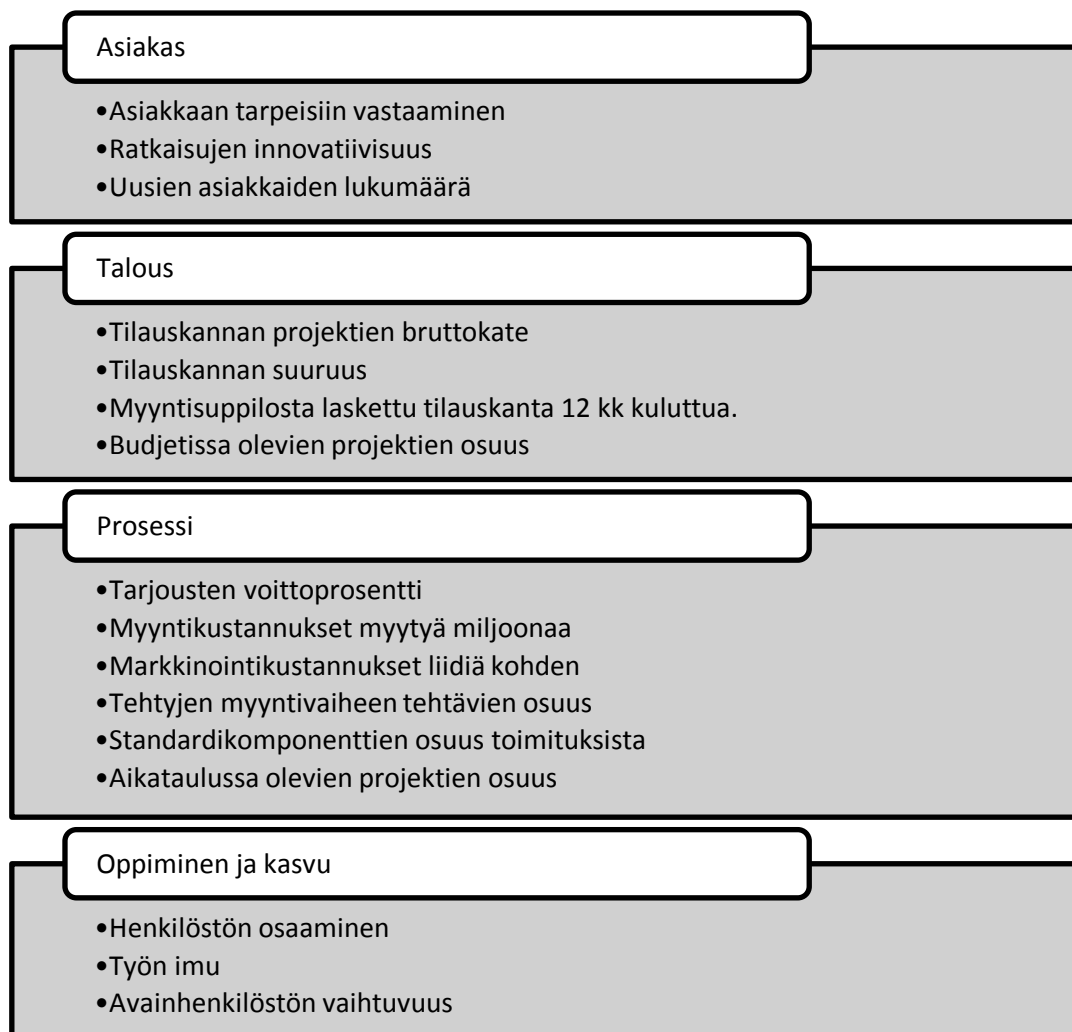 Asiakas
•Asiakkaan tarpeisiin vastaaminen
•Ratkaisujen innovatiivisuus
•Uusien asiakkaiden lukumäärä
Talous
•Tilauskannan projektien bruttokate
•Tilauskannan suuruus
•Myyntisuppilosta laskettu tilauskanta 12 kk kuluttua.
•Budjetissa olevien projektien osuus
Prosessi
•Tarjousten voittoprosentti
•Myyntikustannukset myytyä miljoonaa
•Markkinointikustannukset liidiä kohden
•Tehtyjen myyntivaiheen tehtävien osuus
•Standardikomponenttien osuus toimituksista
•Aikataulussa olevien projektien osuus
Oppiminen ja kasvu
•Henkilöstön osaaminen
•Työn imu
•Avainhenkilöstön vaihtuvuus